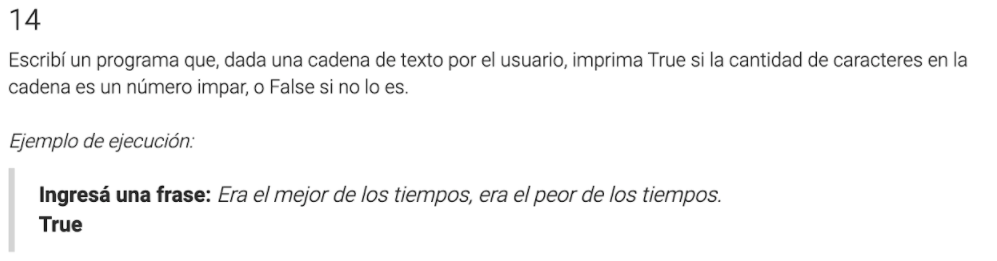 14
Escribí un programa que, dada una cadena de texto por el usuario, imprima True si la cantidad de caracteres en la
cadena es un número impar, o False si no lo es.
Ejemplo de ejecución:
Ingresá una frase: Era el mejor de los tiempos, era el peor de los tiempos.
True